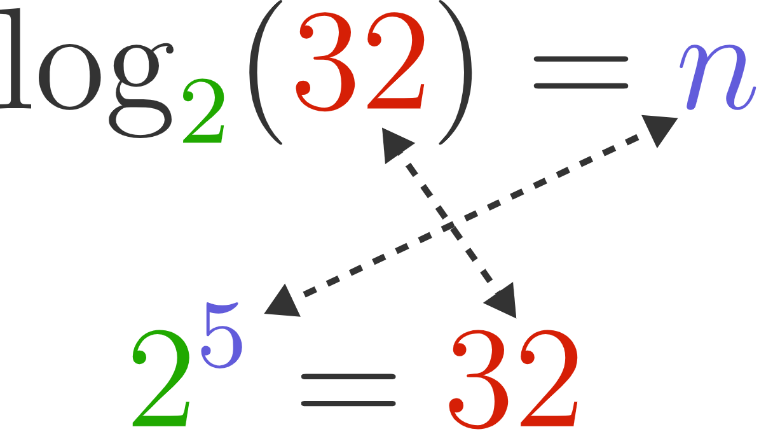 log₂(32) = n
2⁵ = 32